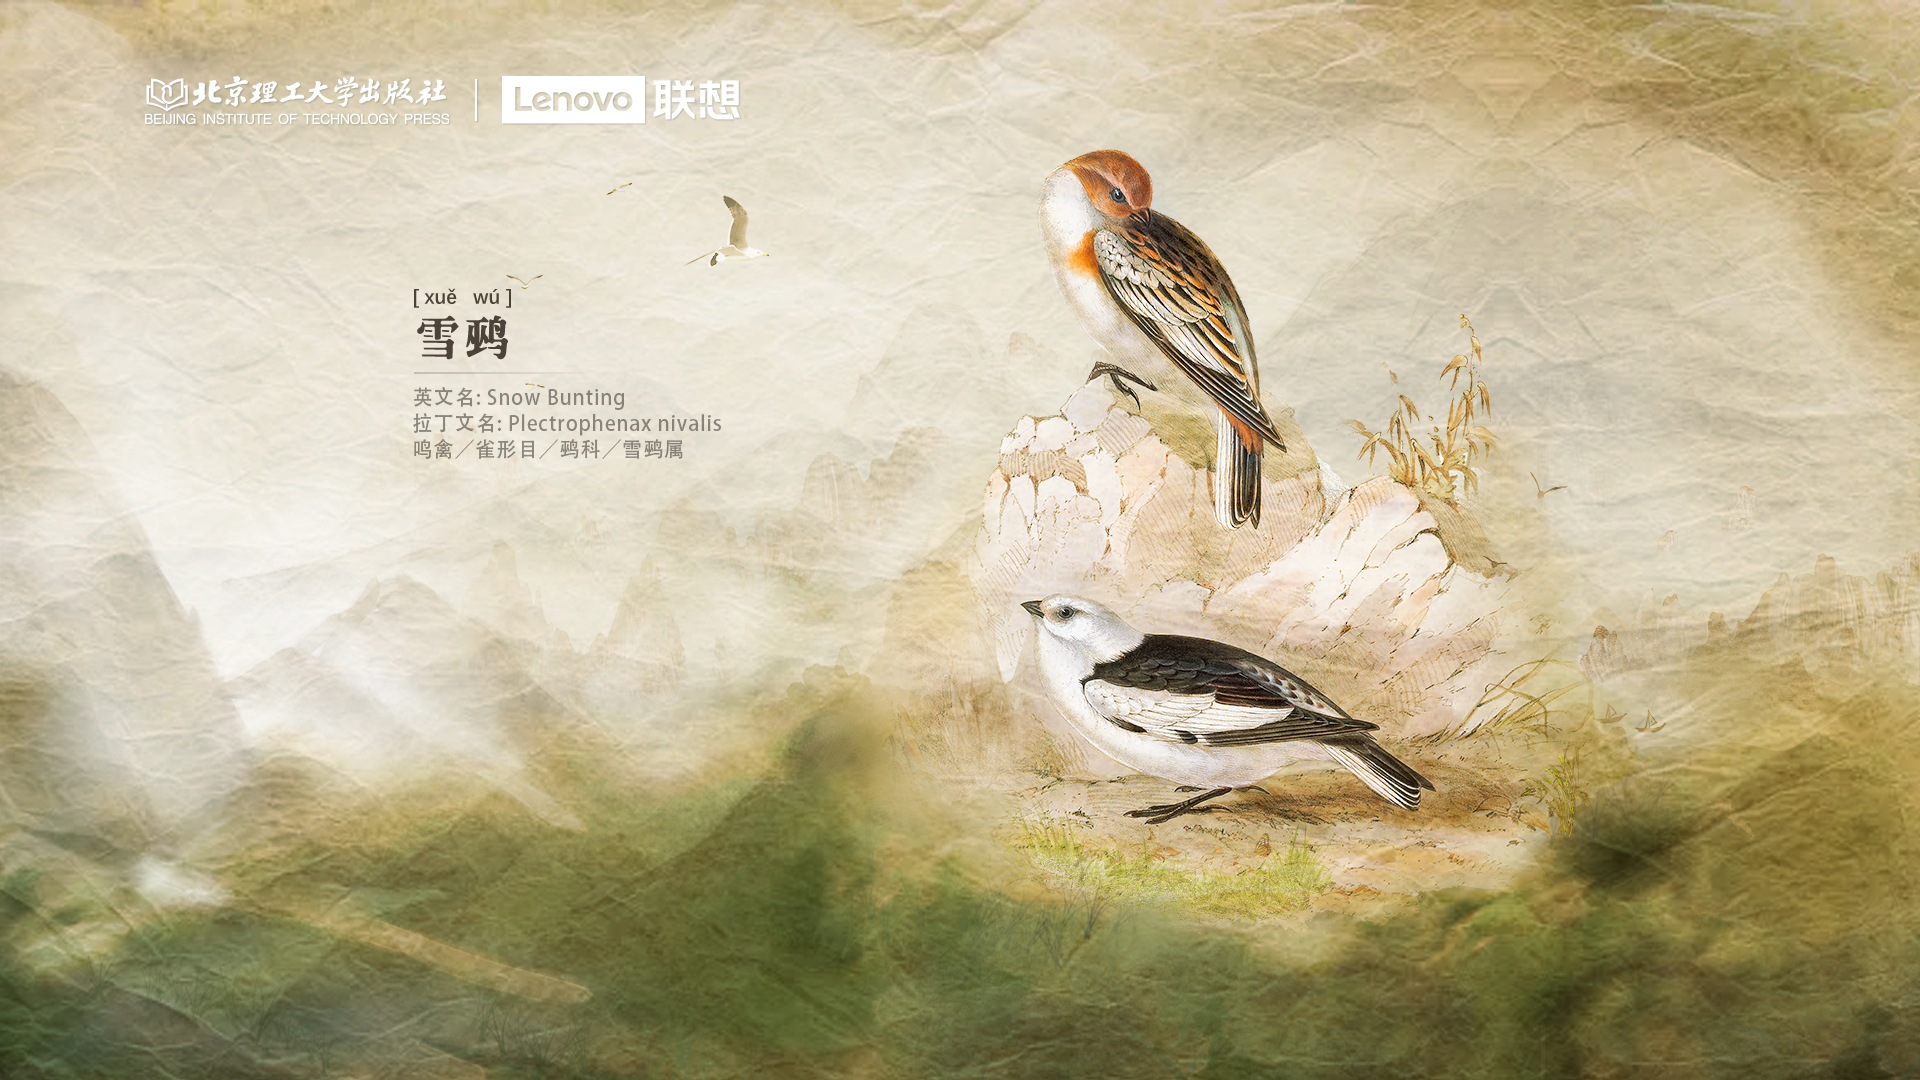 北京理工大学出版社
BEIJING INSTITUTE OF TECHNOLOGY PRESS
Lenovo 联想
[ xuě wú ]
雪鹀
英文名: Snow Bunting
拉丁文名: Plectrophenax nivalis
鸣禽／雀形目／鹀科／雪鹀属